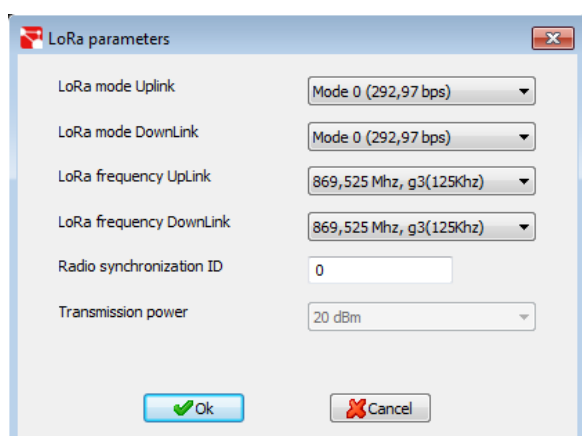 LoRa parameters
LoRa mode Uplink Mode 0 (292,97 bps)
LoRa mode DownLink Mode 0 (292,97 bps)
LoRa frequency UpLink 869,525 Mhz, g3(125Khz)
LoRa frequency DownLink 869,525 Mhz, g3(125Khz)
Radio synchronization ID 0
Transmission power 20 dBm
Ok Cancel